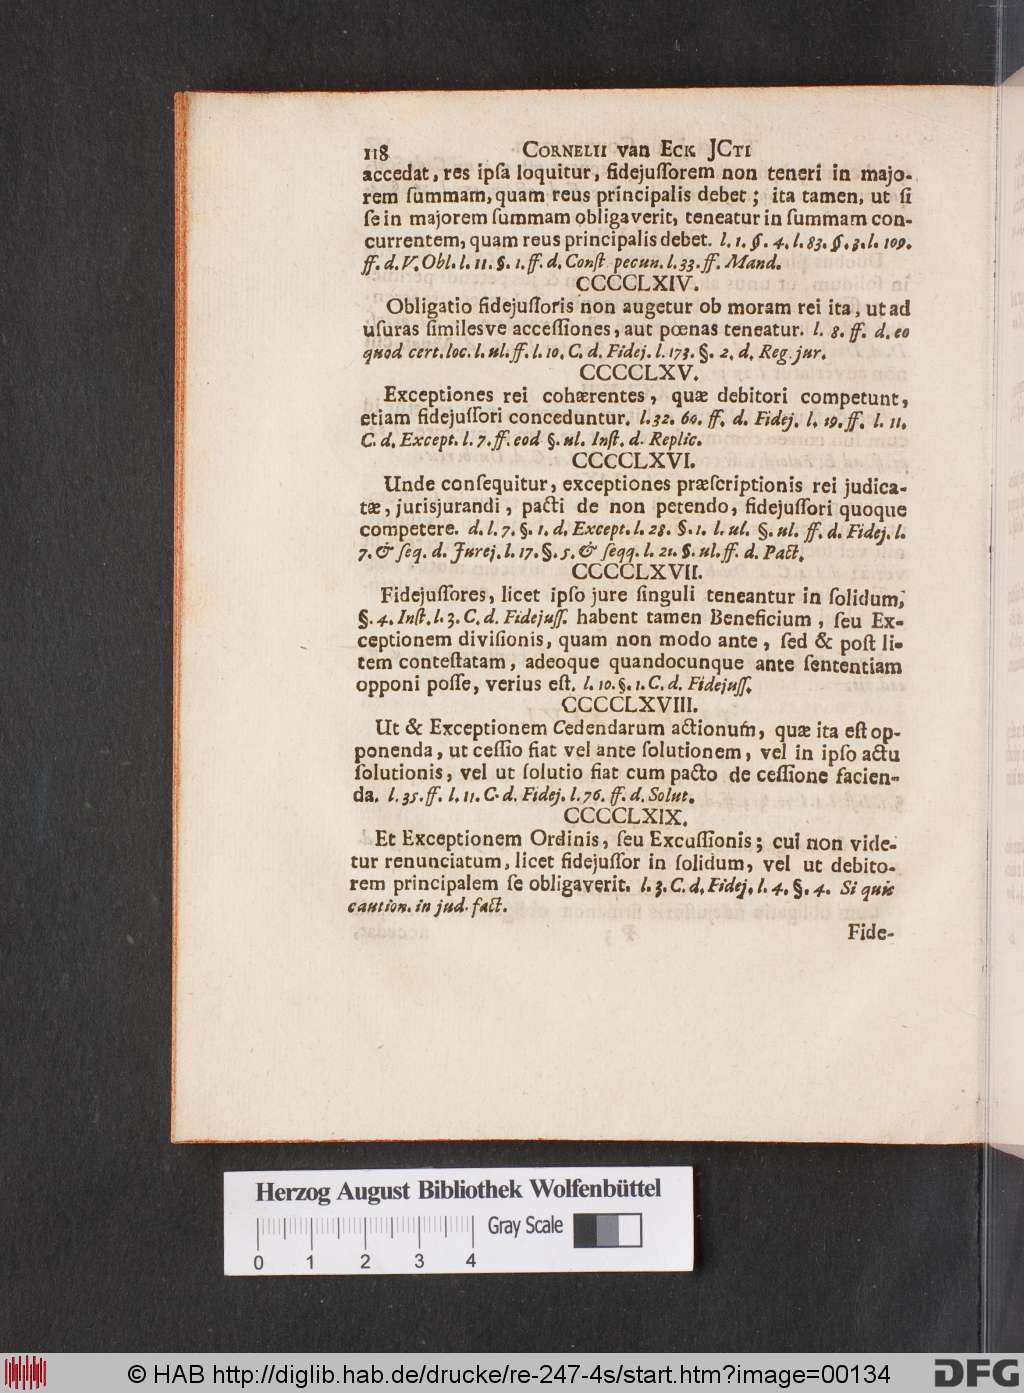 118 CORNELII van ECK JCTI
accedat, res ipſa loquitur, fidejuſſorem non teneri in majo-
rem ſummam, quam reus principalis debet; ita tamen, ut ſi
ſe in majorem ſummam obligaverit, teneatur in ſummam con-
currentem, quam reus principalis debet. l. 1. §. 4. l. 83. §. 3. l. 109.
ff. d. V. Obl. l. 11. §. 1. ff. d. Conſt pecun. l. 33. ff. Mand.
CCCCCLXIV.
Obligatio fidejuſſoris non augetur ob moram rei ita, ut ad
uſuras ſimilesve acceſſiones, aut pœnas teneatur. l. 8. ff. d. eo
quod cert. loc. l. ul. ff. l. 10. C. d. Fidej. l. 173. §. 2. d. Reg. jur.
CCCCCLXV.
Exceptiones rei cohærentes, quæ debitori competunt,
etiam fidejuſſori conceduntur. l. 32. 60. ff. d. Fidej. l. 19. ff. l. 11.
C. d. Except. l. 7. ff. eod §. ul. Inſt. d. Replic.
CCCCCLXVI.
Unde conſequitur, exceptiones præſcriptionis rei judica-
tæ, jurisjurandi, pacti de non petendo, fidejuſſori quoque
competere. d. l. 7. §. 1. d. Except. l. 28. §. 1. l. ul. §. ul. ff. d. Fidej. l.
7. & ſeq. d. Jurej. l. 17. §. 5. & ſeqq. l. 21. §. ul. ff. d. Pact.
CCCCCLXVII.
Fidejuſſores, licet ipſo jure ſinguli teneantur in ſolidum,
§. 4. Inſt. l. 3. C. d. Fidejuſſ. habent tamen Beneficium, ſeu Ex-
ceptionem diviſionis, quam non modo ante, ſed & poſt li-
tem conteſtatam, adeoque quandocunque ante ſententiam
opponi poſſe, verius eſt. l. 10. §. 1. C. d. Fidejuſſ.
CCCCCLXVIII.
Ut & Exceptionem Cedendarum actionum, quæ ita eſt op-
ponenda, ut ceſſio fiat vel ante ſolutionem, vel in ipſo actu
ſolutionis, vel ut ſolutio fiat cum pacto de ceſſione facien-
da. l. 35. ff. l. 11. C. d. Fidej. l. 76. ff. d. Solut.
CCCCCLXIX.
Et Exceptionem Ordinis, ſeu Excuſſionis; cui non vide-
tur renunciatum, licet fidejuſſor in ſolidum, vel ut debito-
rem principalem ſe obligaverit. l. 3. C. d. Fidej. l. 4. §. 4. Si quis
caution. in jud. fact.
Fide-
Herzog August Bibliothek Wolfenbüttel
Gray Scale
0 1 2 3 4
© HAB http://diglib.hab.de/drucke/re-247-4s/start.htm?image=00134
DFG